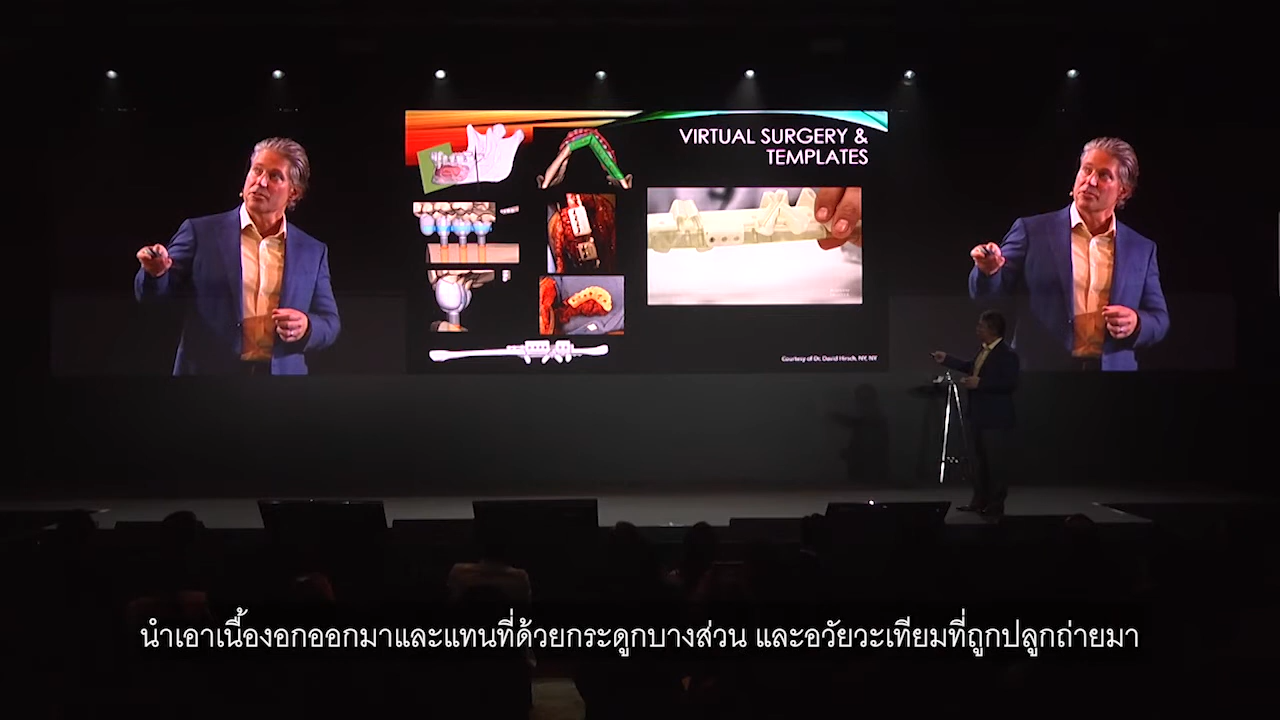 VIRTUAL SURGERY &
TEMPLATES
Courtesy of Dr. David Hirsch, NY, NY
นำเอาเนื้องอกออกมาและแทนที่ด้วยกระดูกบางส่วน และอวัยวะเทียมที่ถูกปลูกถ่ายมา